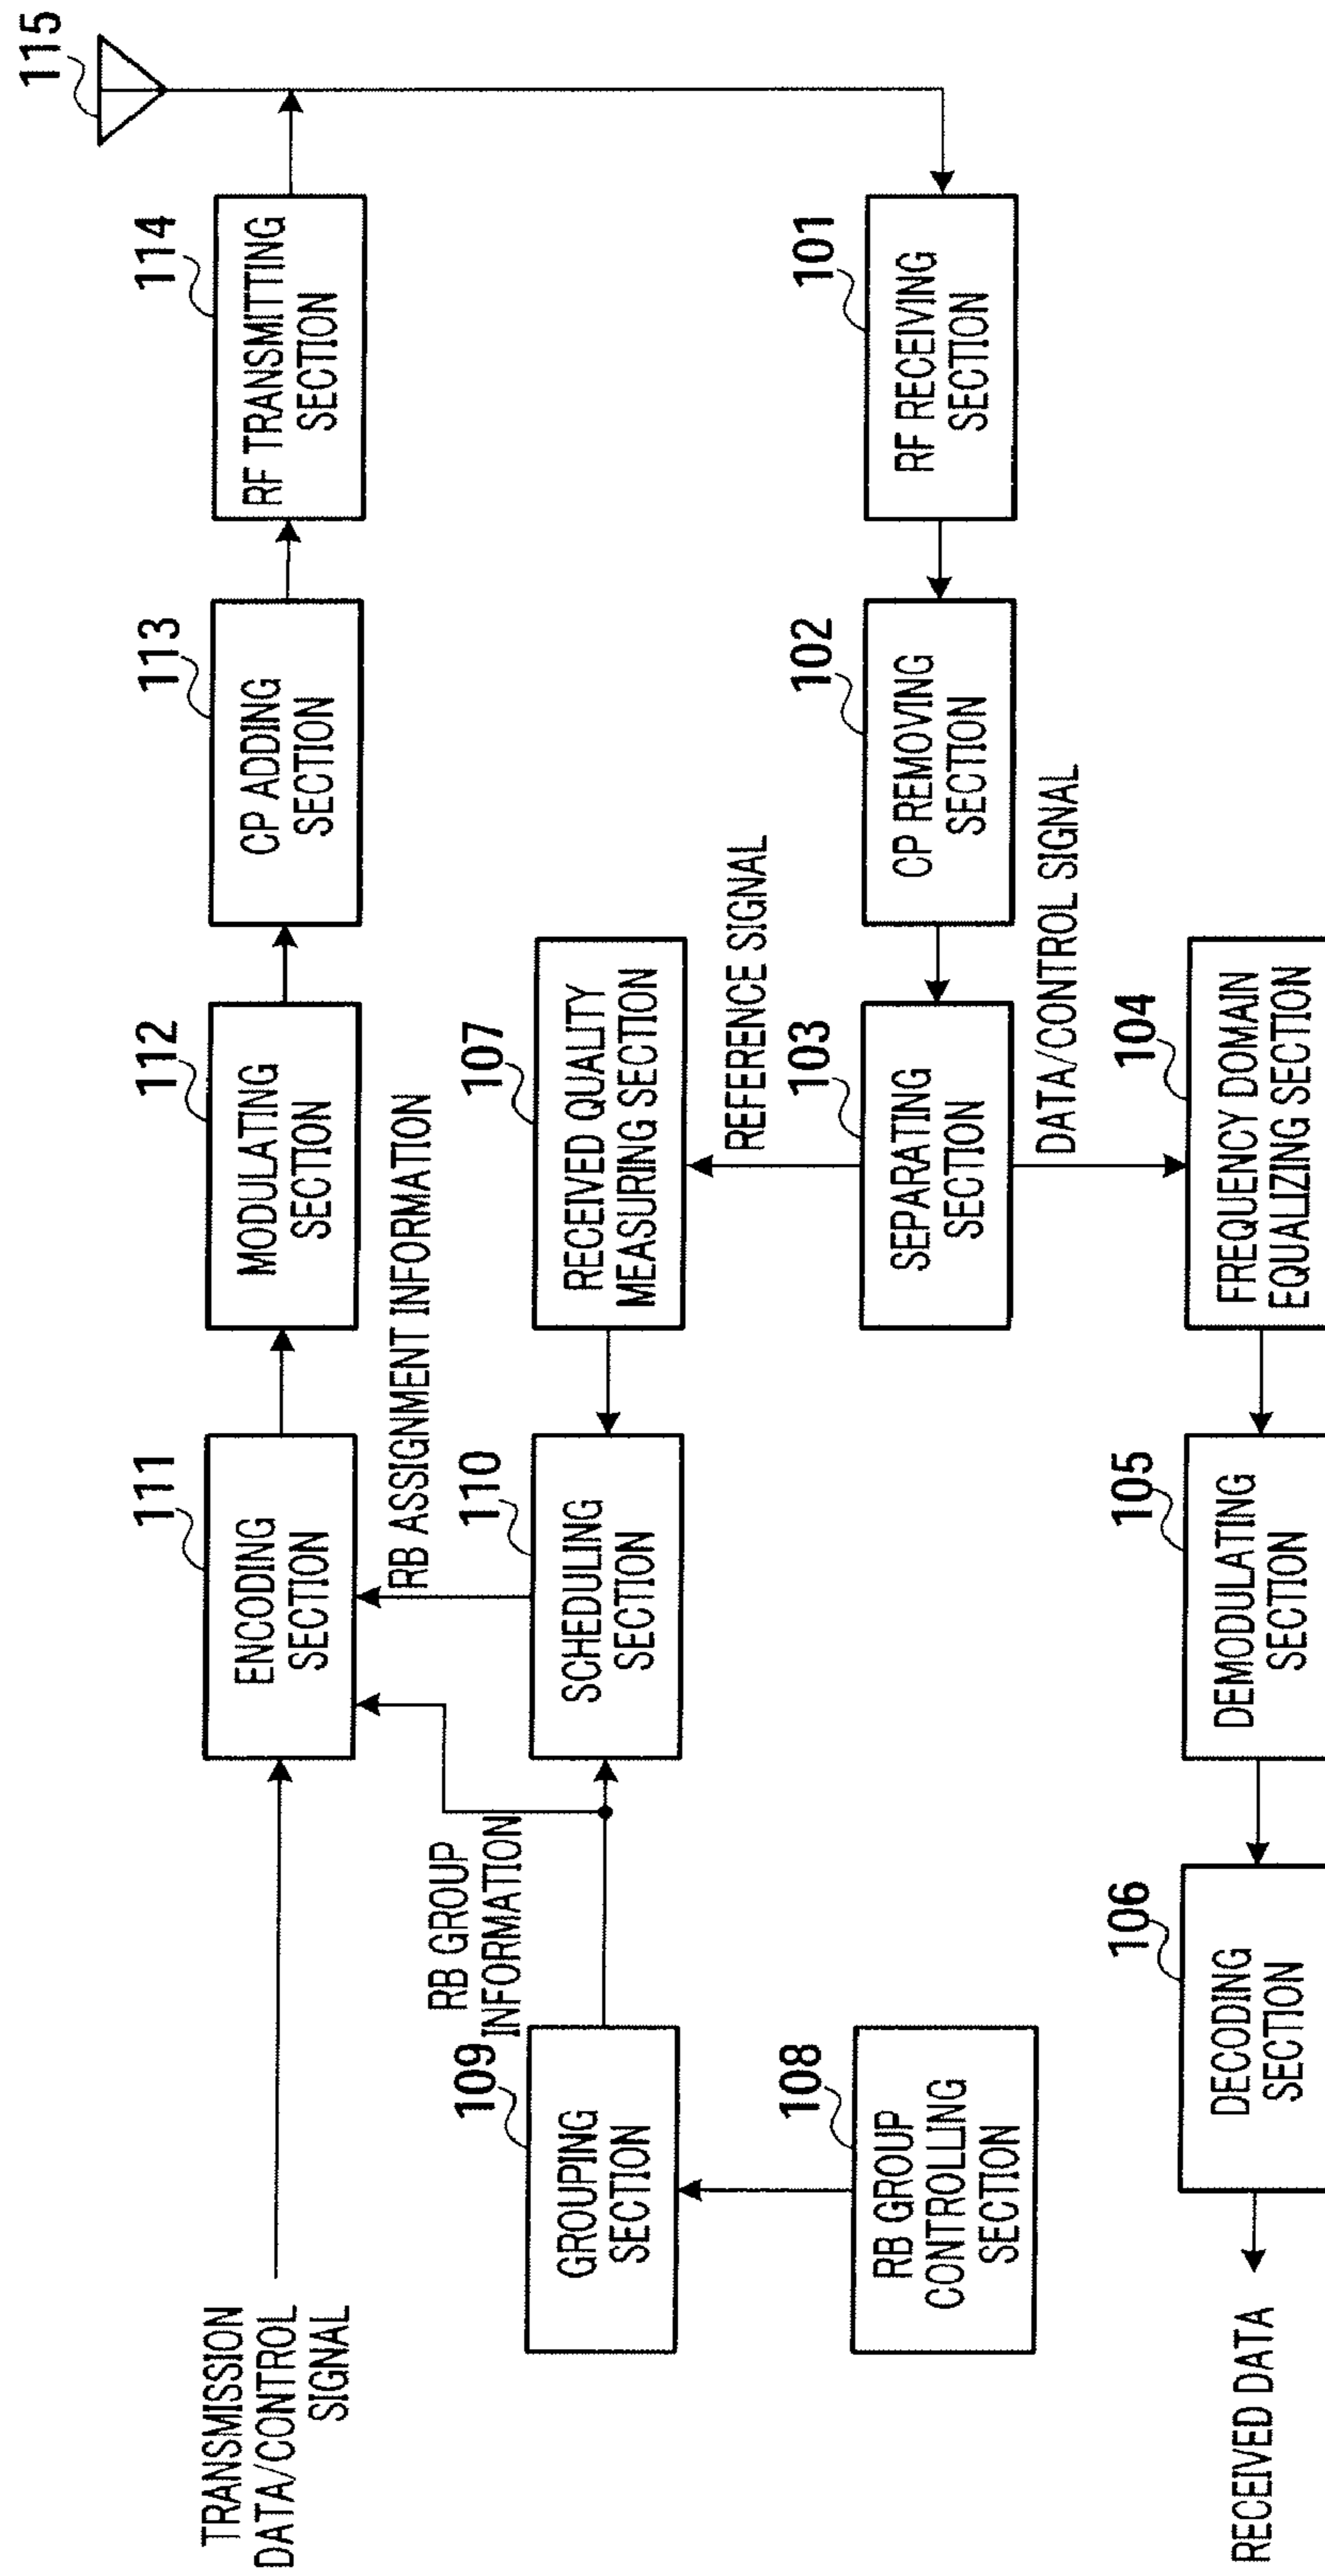 TRANSMISSION
DATA/CONTROL
SIGNAL
111
ENCODING
SECTION
112
MODULATING
SECTION
113
CP ADDING
SECTION
114
RF TRANSMITTING
SECTION
115
RB GROUP
INFORMATION
RB ASSIGNMENT INFORMATION
109
GROUPING
SECTION
110
SCHEDULING
SECTION
107
RECEIVED QUALITY
MEASURING SECTION
REFERENCE SIGNAL
108
RB GROUP
CONTROLLING
SECTION
103
SEPARATING
SECTION
102
CP REMOVING
SECTION
101
RF RECEIVING
SECTION
DATA/CONTROL SIGNAL
RECEIVED DATA
106
DECODING
SECTION
105
DEMODULATING
SECTION
104
FREQUENCY DOMAIN
EQUALIZING SECTION